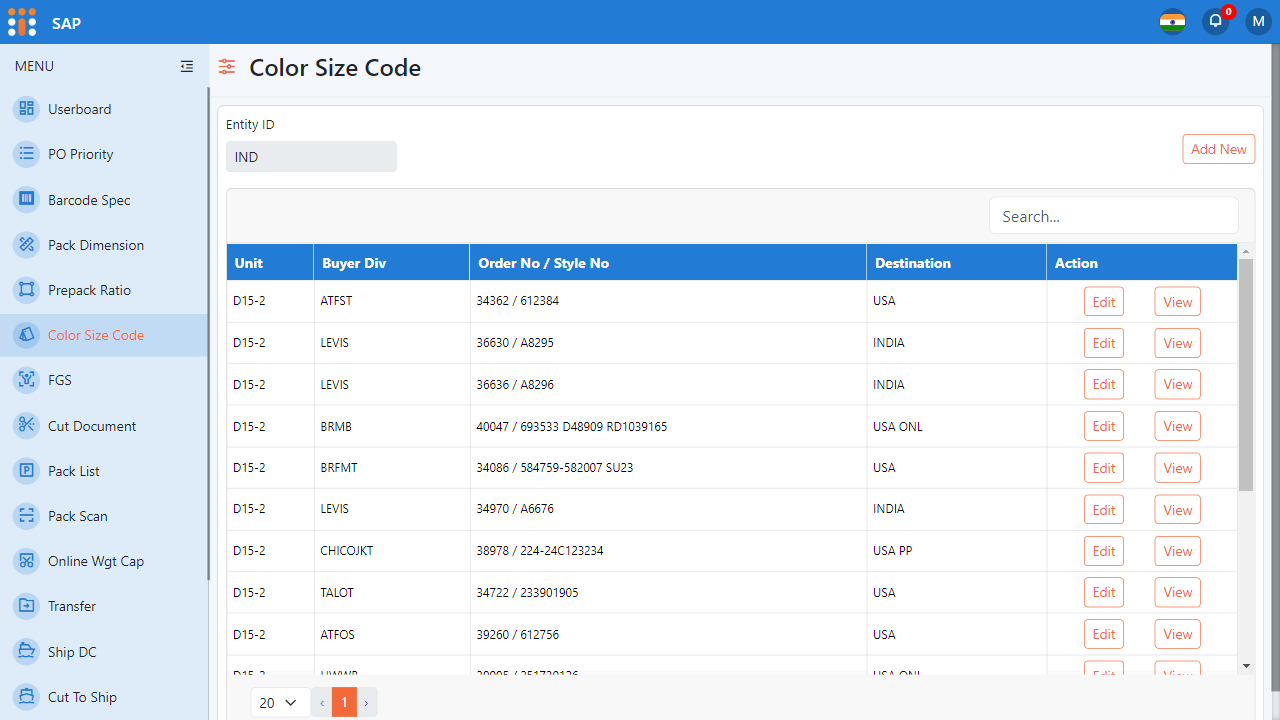 SAP
0
M
MENU
Color Size Code
Userboard
PO Priority
Barcode Spec
Pack Dimension
Prepack Ratio
Color Size Code
FGS
Cut Document
Pack List
Pack Scan
Online Wgt Cap
Transfer
Ship DC
Cut To Ship
Entity ID
IND
Add New
Search...
Unit Buyer Div Order No / Style No Destination Action
D15-2 ATFST 34362 / 612384 USA Edit View
D15-2 LEVIS 36630 / A8295 INDIA Edit View
D15-2 LEVIS 36636 / A8296 INDIA Edit View
D15-2 BRMB 40047 / 693533 D48909 RD1039165 USA ONL Edit View
D15-2 BRFMT 34086 / 584759-582007 SU23 USA Edit View
D15-2 LEVIS 34970 / A6676 INDIA Edit View
D15-2 CHICOJKT 38978 / 224-24C123234 USA PP Edit View
D15-2 TALOT 34722 / 233901905 USA Edit View
D15-2 ATFOS 39260 / 612756 USA Edit View
D15-2 USA ONL Edit View
20 ‹ 1 ›